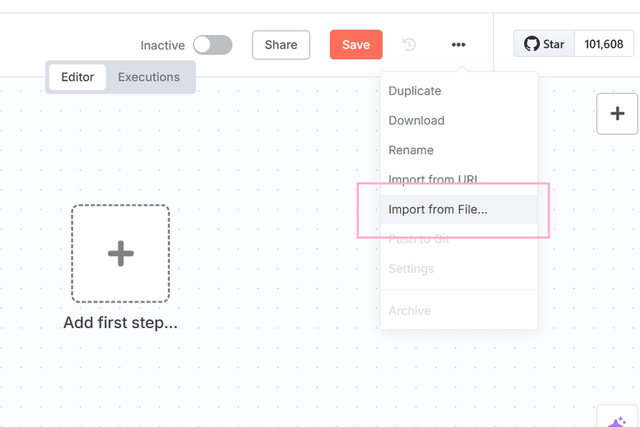 Inactive
Share
Save
Star
101,608
Editor
Executions
Duplicate
Download
Rename
Import from URL
Import from File...
Push to Git
Settings
Archive
Add first step...